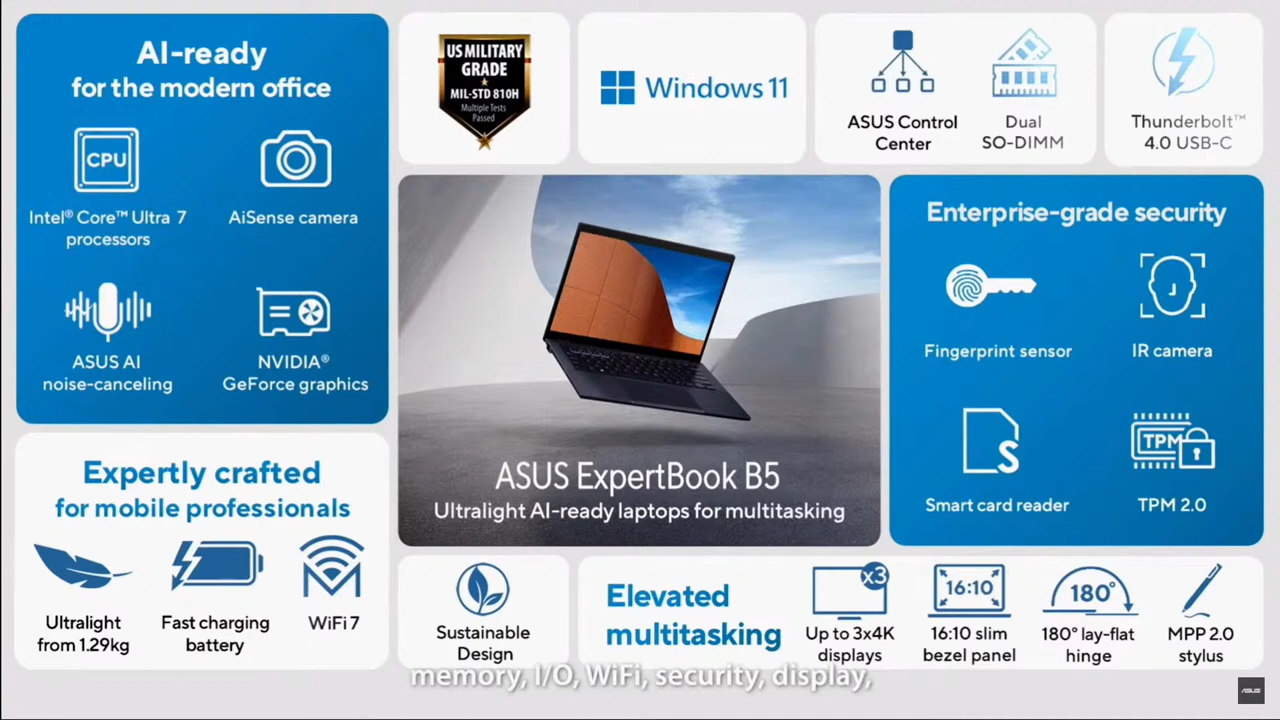 AI-ready
for the modern office
CPU
Intel® Core™ Ultra 7
processors
AiSense camera
ASUS AI
noise-canceling
NVIDIA®
GeForce graphics
US MILITARY
GRADE
MIL-STD 810H
Multiple Tests
Passed
Windows 11
ASUS Control
Center
Dual
SO-DIMM
Thunderbolt™
4.0 USB-C
ASUS ExpertBook B5
Ultralight AI-ready laptops for multitasking
Enterprise-grade security
Fingerprint sensor
IR camera
S
Smart card reader
TPM
TPM 2.0
Expertly crafted
for mobile professionals
Ultralight
from 1.29kg
Fast charging
battery
WiFi 7
Sustainable
Design
Elevated
multitasking
x3
Up to 3x4K
displays
16:10
16:10 slim
bezel panel
180°
180° lay-flat
hinge
MPP 2.0
stylus
memory, I/O, WiFi, security, display,
ASUS